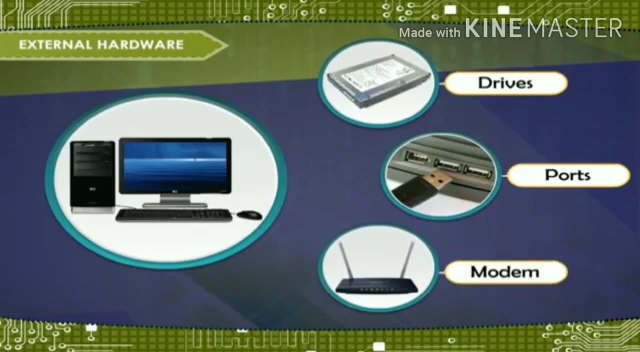 Made with KINEMASTER
EXTERNAL HARDWARE
Drives
Ports
Modem